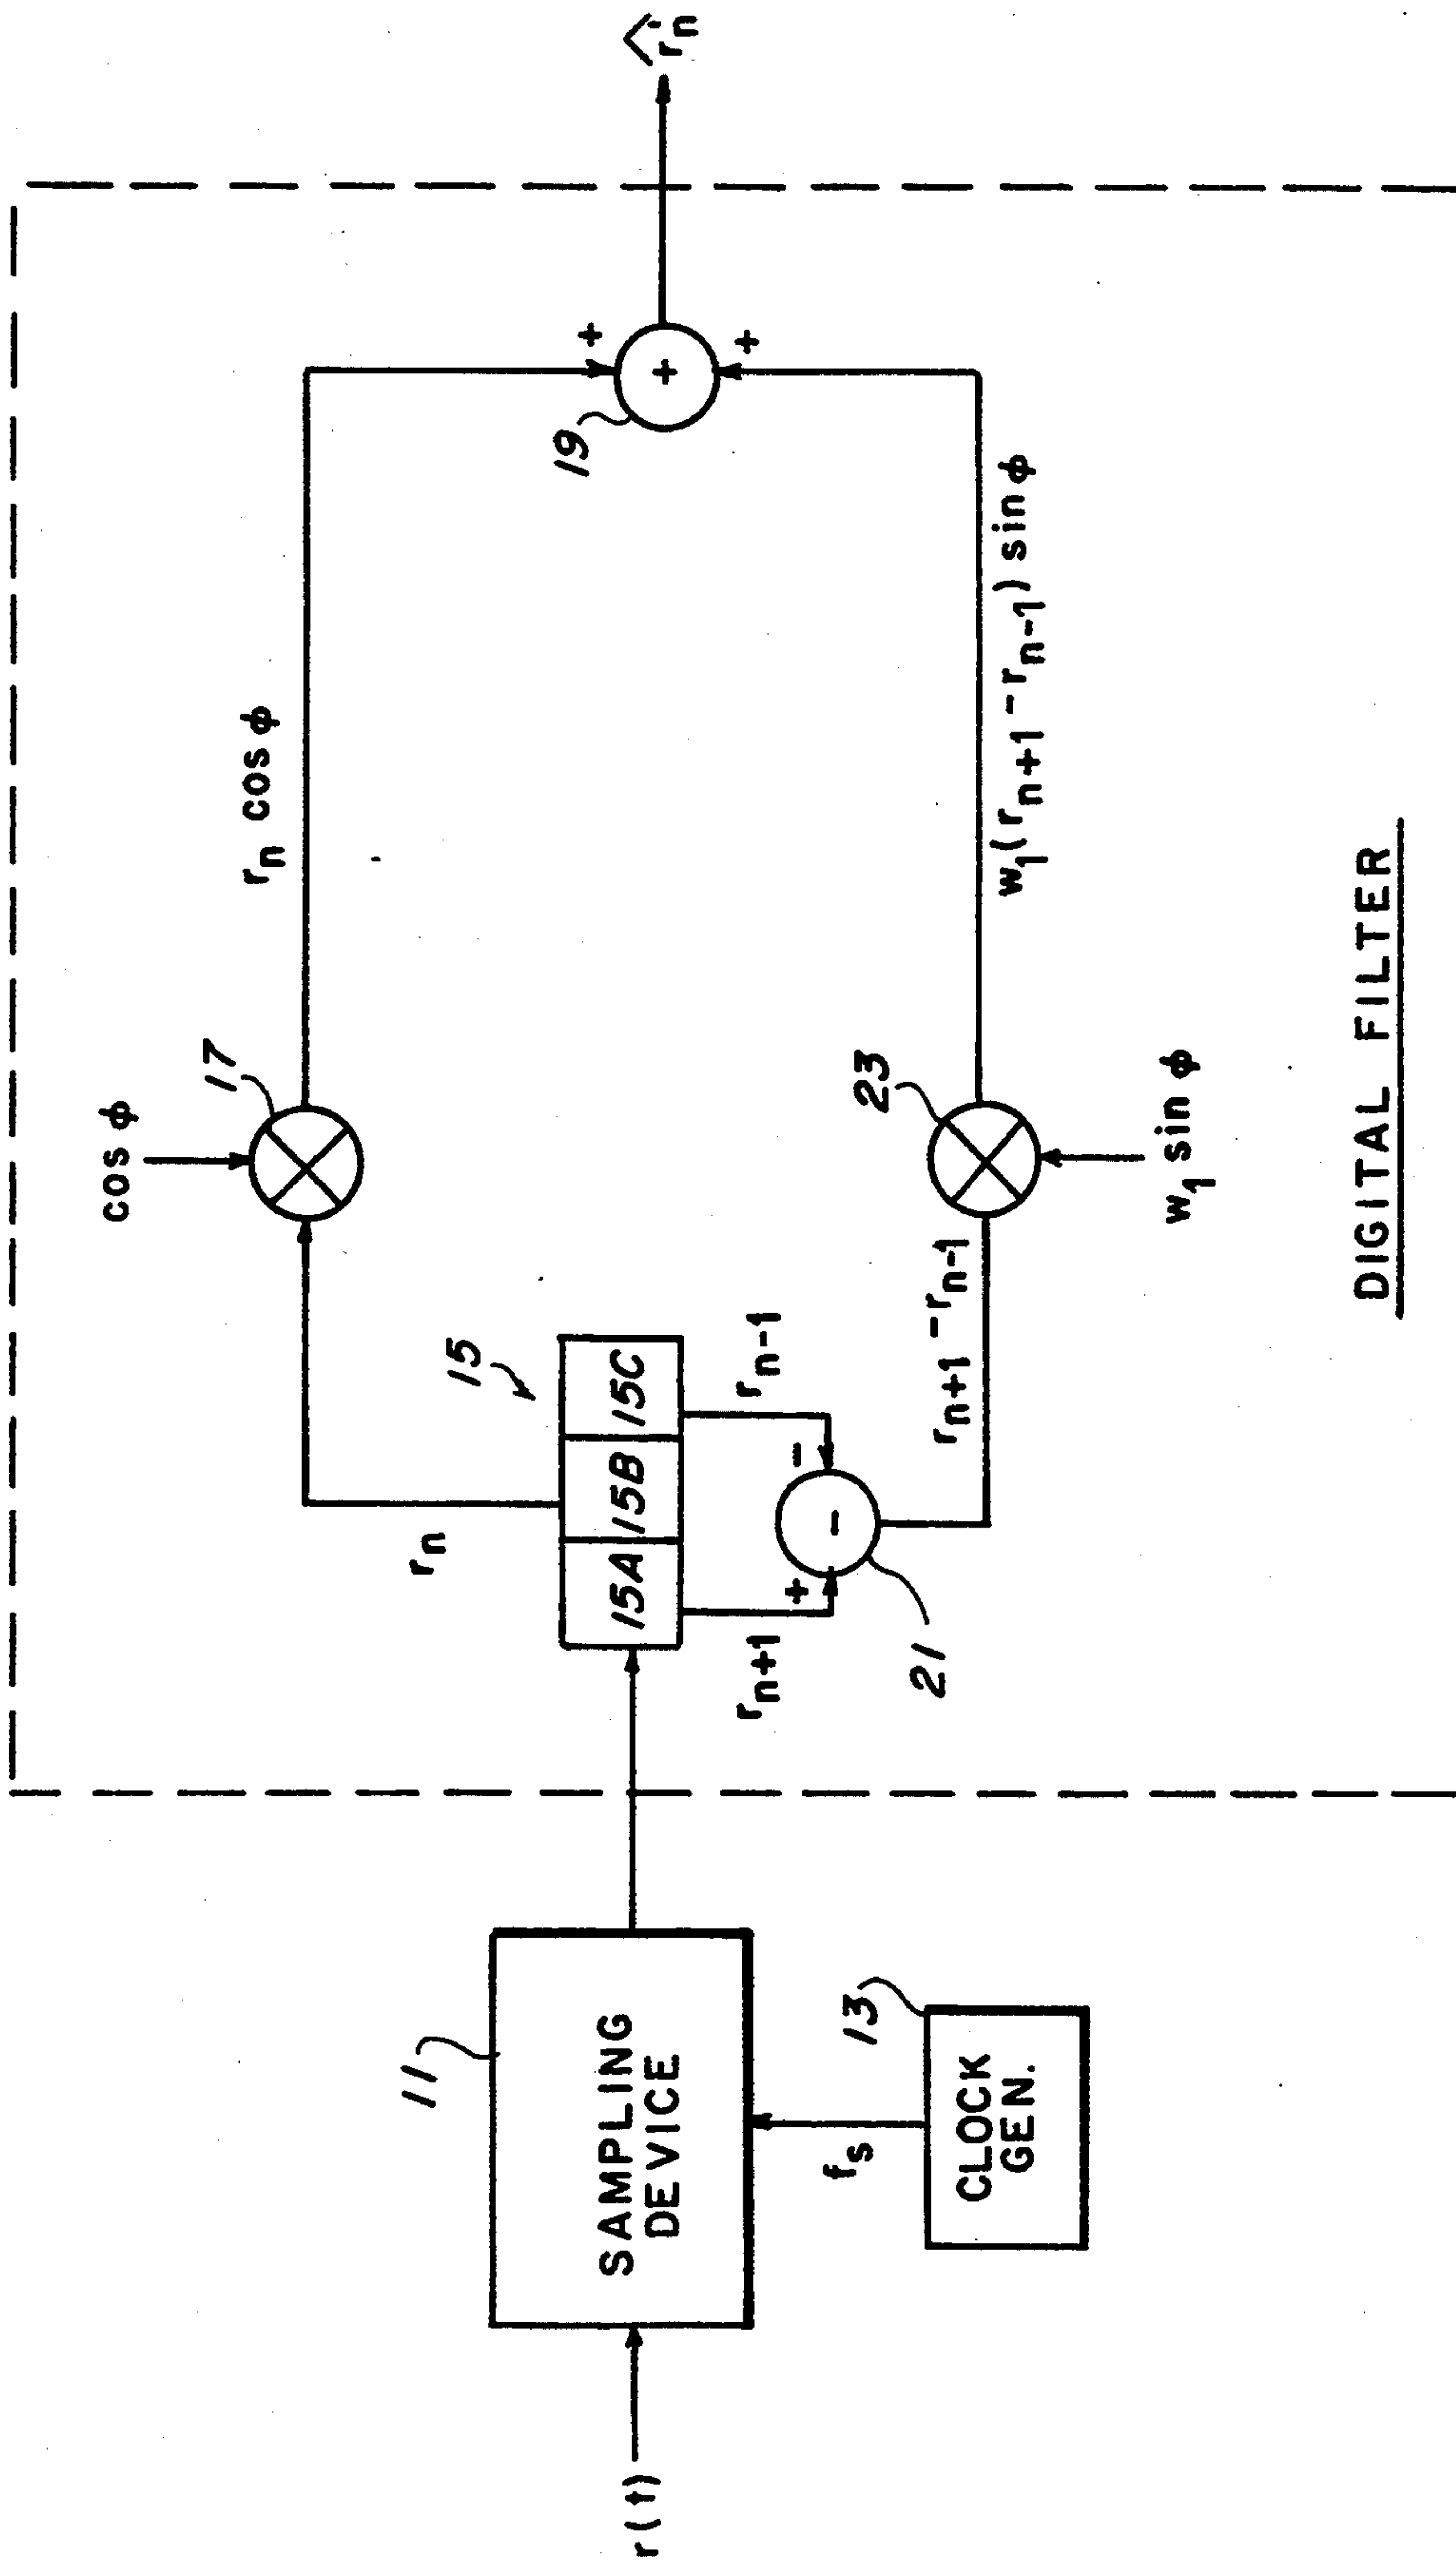 cos ϕ
17
r_n cos ϕ
r_n
15
15A 15B 15C
r_{n+1}
r_{n-1}
+
-
-
21
r_{n+1} - r_{n-1}
23
w_1 sin ϕ
w_1(r_{n+1} - r_{n-1}) sin ϕ
19
+
+
+
r̂_n
r(t)
11
SAMPLING
DEVICE
f_s
13
CLOCK
GEN.
DIGITAL FILTER